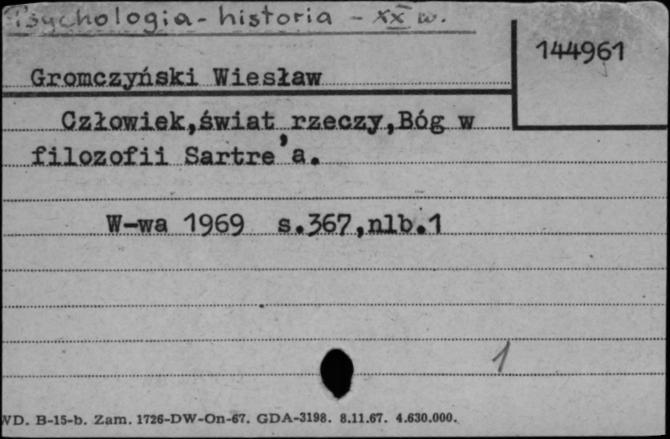 Psychologia - historia - XX w.
144961
Gromczyński Wiesław
Człowiek,świat rzeczy,Bóg w
filozofii Sartre'a.
W-wa 1969 s.367,nlb.1
1
WD. B-15-b. Zam. 1726-DW-On-67. GDA-3198. 8.11.67. 4.630.000.